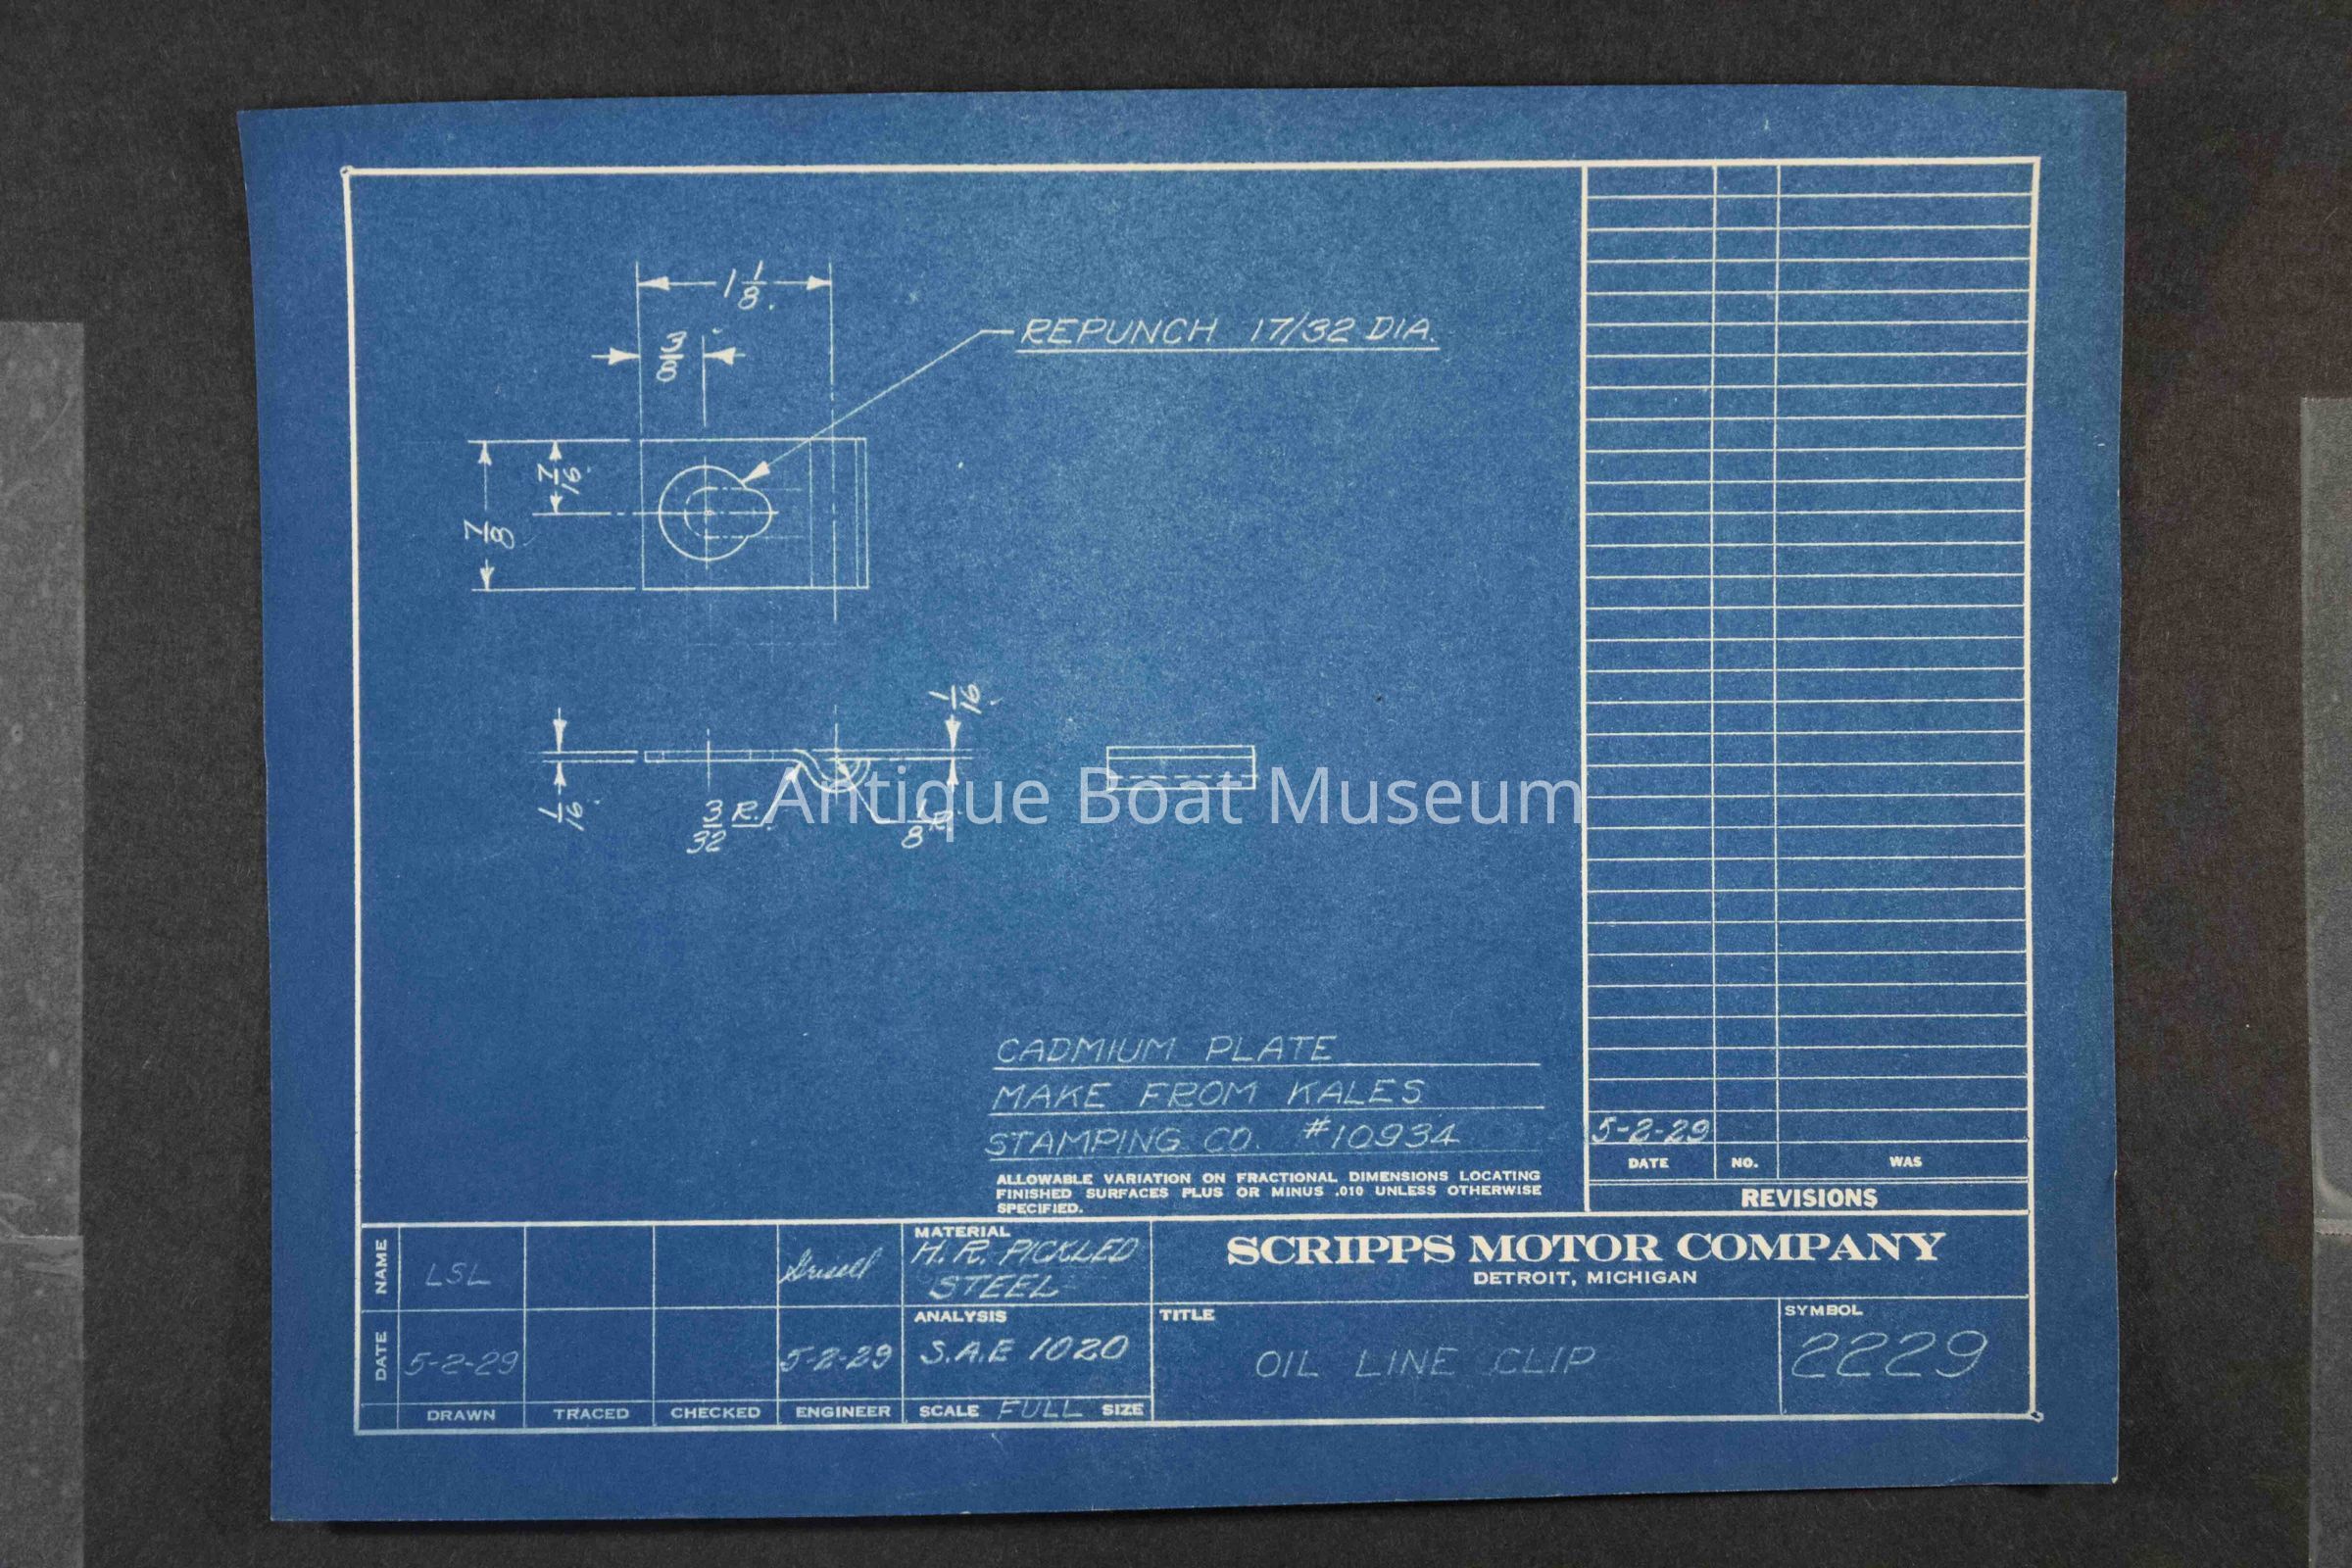 1 1/8
3/8
REPUNCH 17/32 DIA.
7/16
7/8
1/16
1/16
3/32 R.
1/8 R.
Antique Boat Museum
CADMIUM PLATE
MAKE FROM KALES
STAMPING CO. #10934
ALLOWABLE VARIATION ON FRACTIONAL DIMENSIONS LOCATING
FINISHED SURFACES PLUS OR MINUS .010 UNLESS OTHERWISE
SPECIFIED.
5-2-29
DATE NO. WAS
REVISIONS
NAME LSL Grisell
DATE 5-2-29 5-2-29
DRAWN TRACED CHECKED ENGINEER
MATERIAL
H.R. PICKLED
STEEL
ANALYSIS
S.A.E 1020
SCALE FULL SIZE
SCRIPPS MOTOR COMPANY
DETROIT, MICHIGAN
TITLE
OIL LINE CLIP
SYMBOL
2229